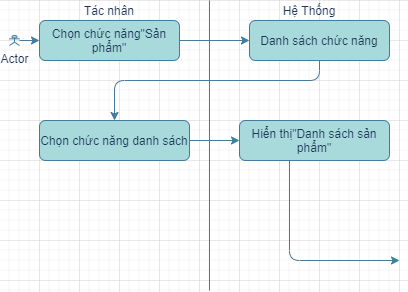 Tác nhân
Hệ Thống
Actor
Chọn chức năng"Sản
phẩm"
Danh sách chức năng
Chọn chức năng danh sách
Hiển thị"Danh sách sản
phẩm"